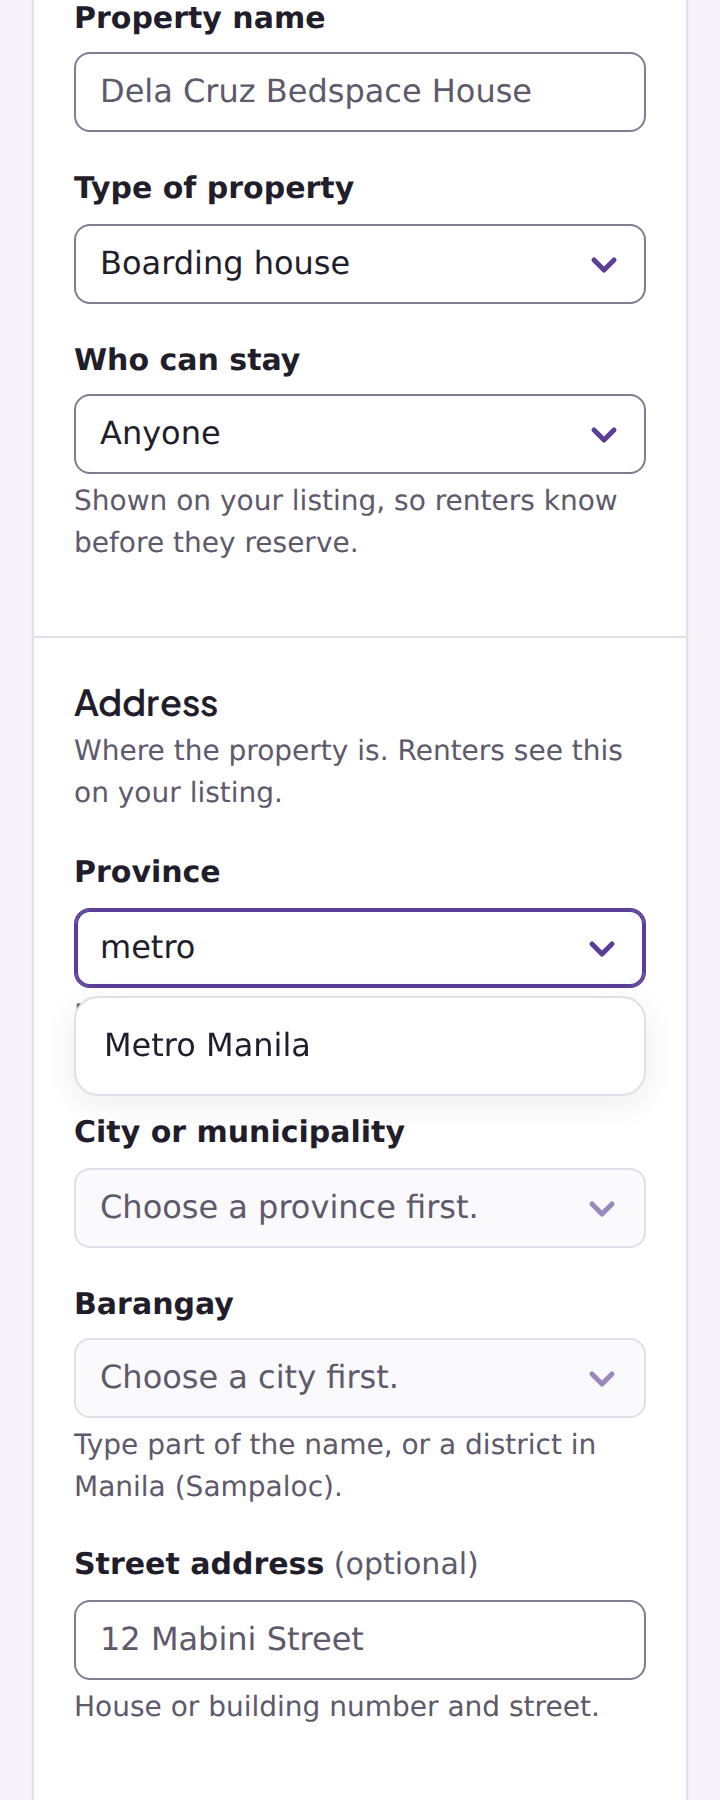 Property name
Dela Cruz Bedspace House
Type of property
Boarding house
Who can stay
Anyone
Shown on your listing, so renters know
before they reserve.
Address
Where the property is. Renters see this
on your listing.
Province
metro
Metro Manila
City or municipality
Choose a province first.
Barangay
Choose a city first.
Type part of the name, or a district in
Manila (Sampaloc).
Street address (optional)
12 Mabini Street
House or building number and street.